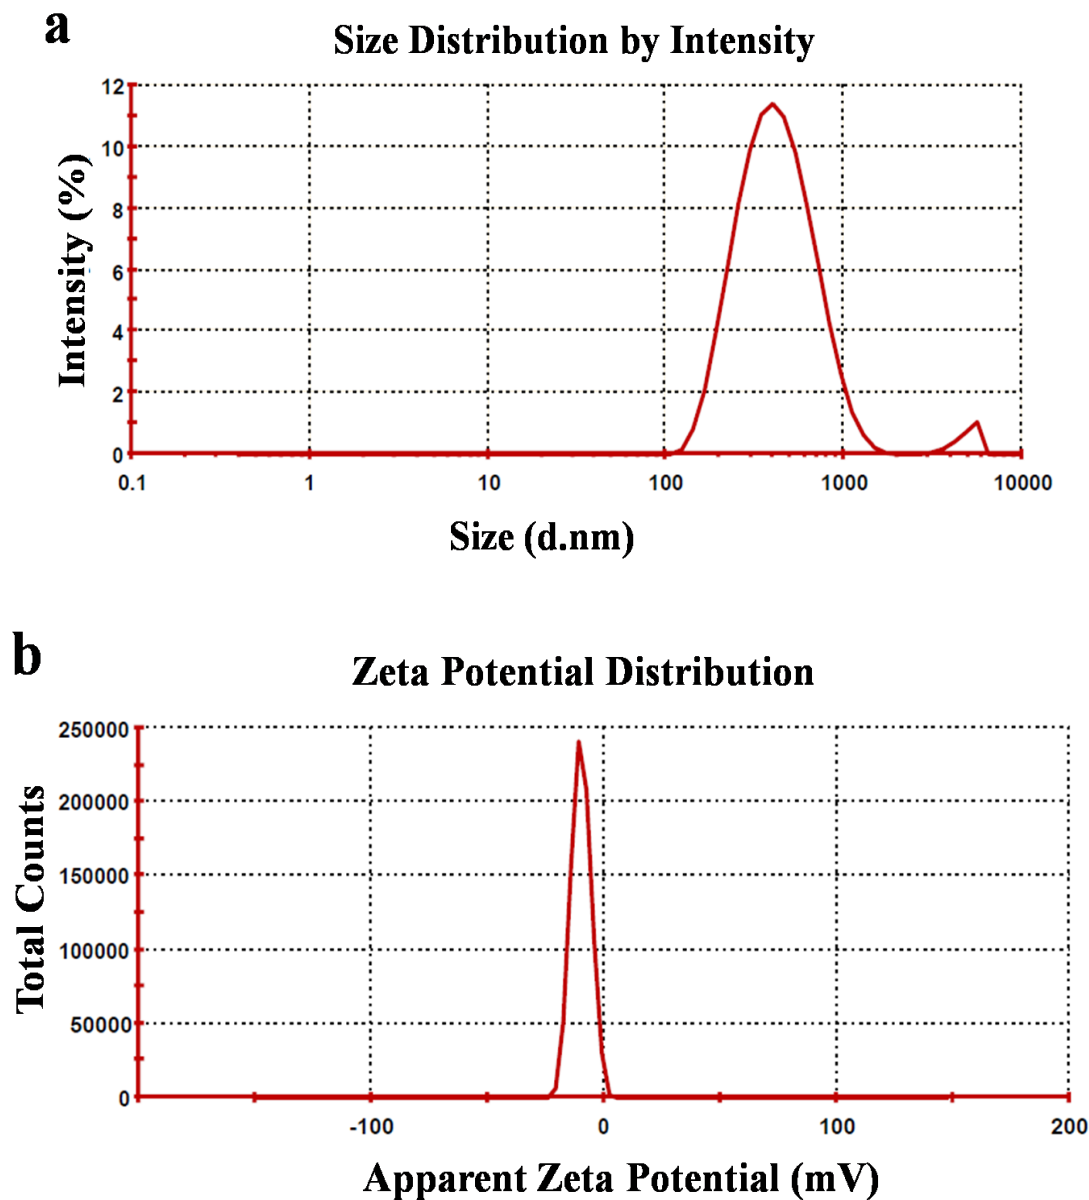 a
Size Distribution by Intensity
12
10
8
6
4
2
0
Intensity (%)
0.1 1 10 100 1000 10000
Size (d.nm)
b
Zeta Potential Distribution
250000
200000
150000
100000
50000
0
Total Counts
-100 0 100 200
Apparent Zeta Potential (mV)